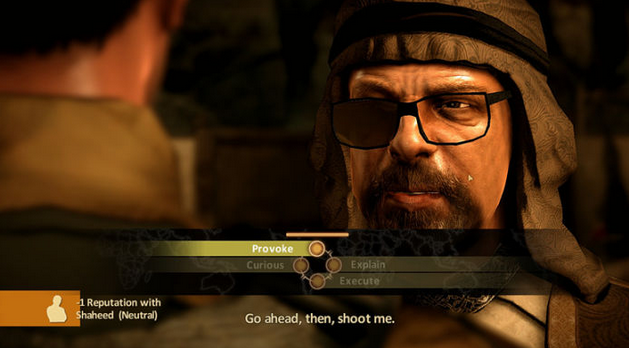 Provoke
Curious
Explain
Execute
-1 Reputation with
Shaheed (Neutral)
Go ahead, then, shoot me.